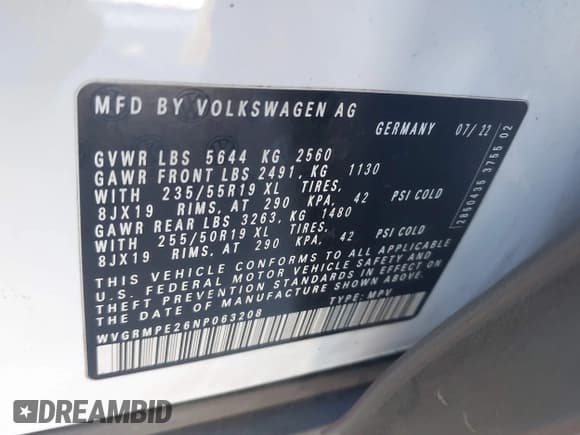 MFD BY VOLKSWAGEN AG
GERMANY 07/22
GVWR LBS 5644 KG 2560
GAWR FRONT LBS 2491, KG 1130
WITH 235/55R19 XL TIRES,
8JX19 RIMS, AT 290 KPA, 42 PSI COLD
GAWR REAR LBS 3263, KG 1480
WITH 255/50R19 XL TIRES,
8JX19 RIMS, AT 290 KPA, 42 PSI COLD
THIS VEHICLE CONFORMS TO ALL APPLICABLE
U.S. FEDERAL MOTOR VEHICLE SAFETY AND
THEFT PREVENTION STANDARDS IN EFFECT ON
THE DATE OF MANUFACTURE SHOWN ABOVE.
WVGRMPE26NP063208 TYPE: MPV
2850435 3755 02
DREAMBID